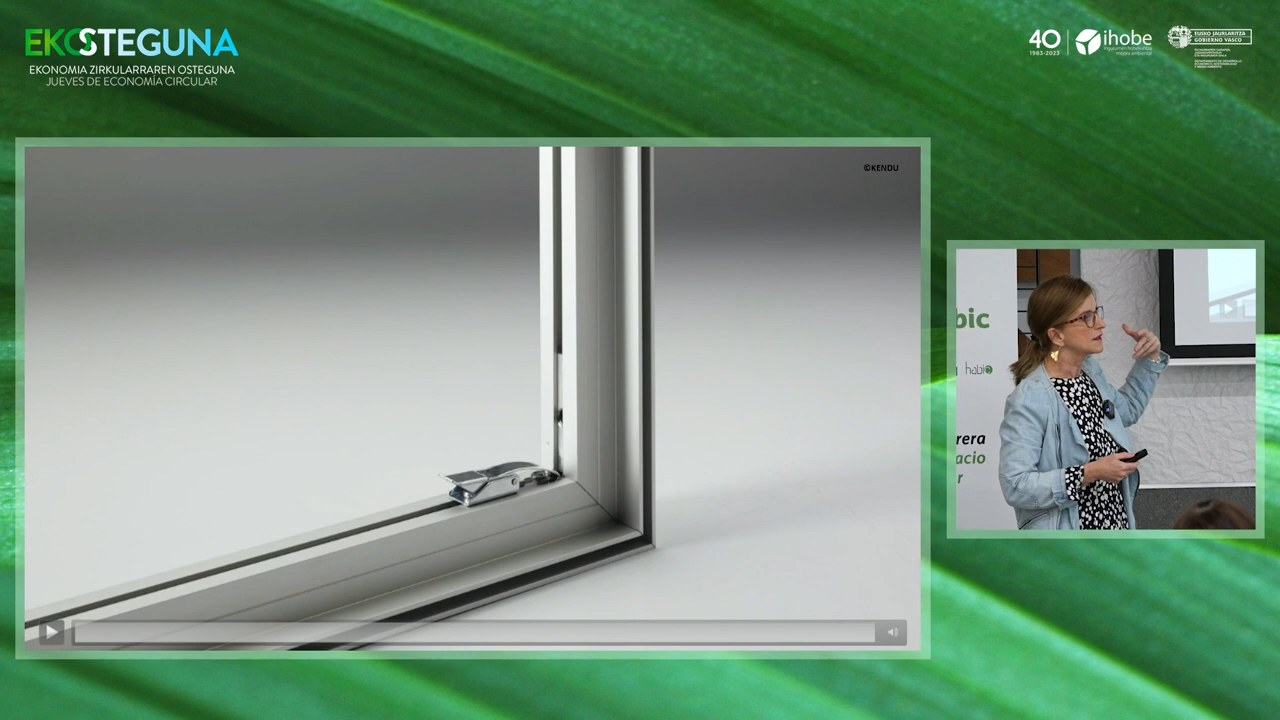 EKOSTEGUNA
EKONOMIA ZIRKULARRAREN OSTEGUNA
JUEVES DE ECONOMÍA CIRCULAR
40
1983-2023
ihobe
EUSKO JAURLARITZA
GOBIERNO VASCO
©KENDU
bic
rera
acio
r